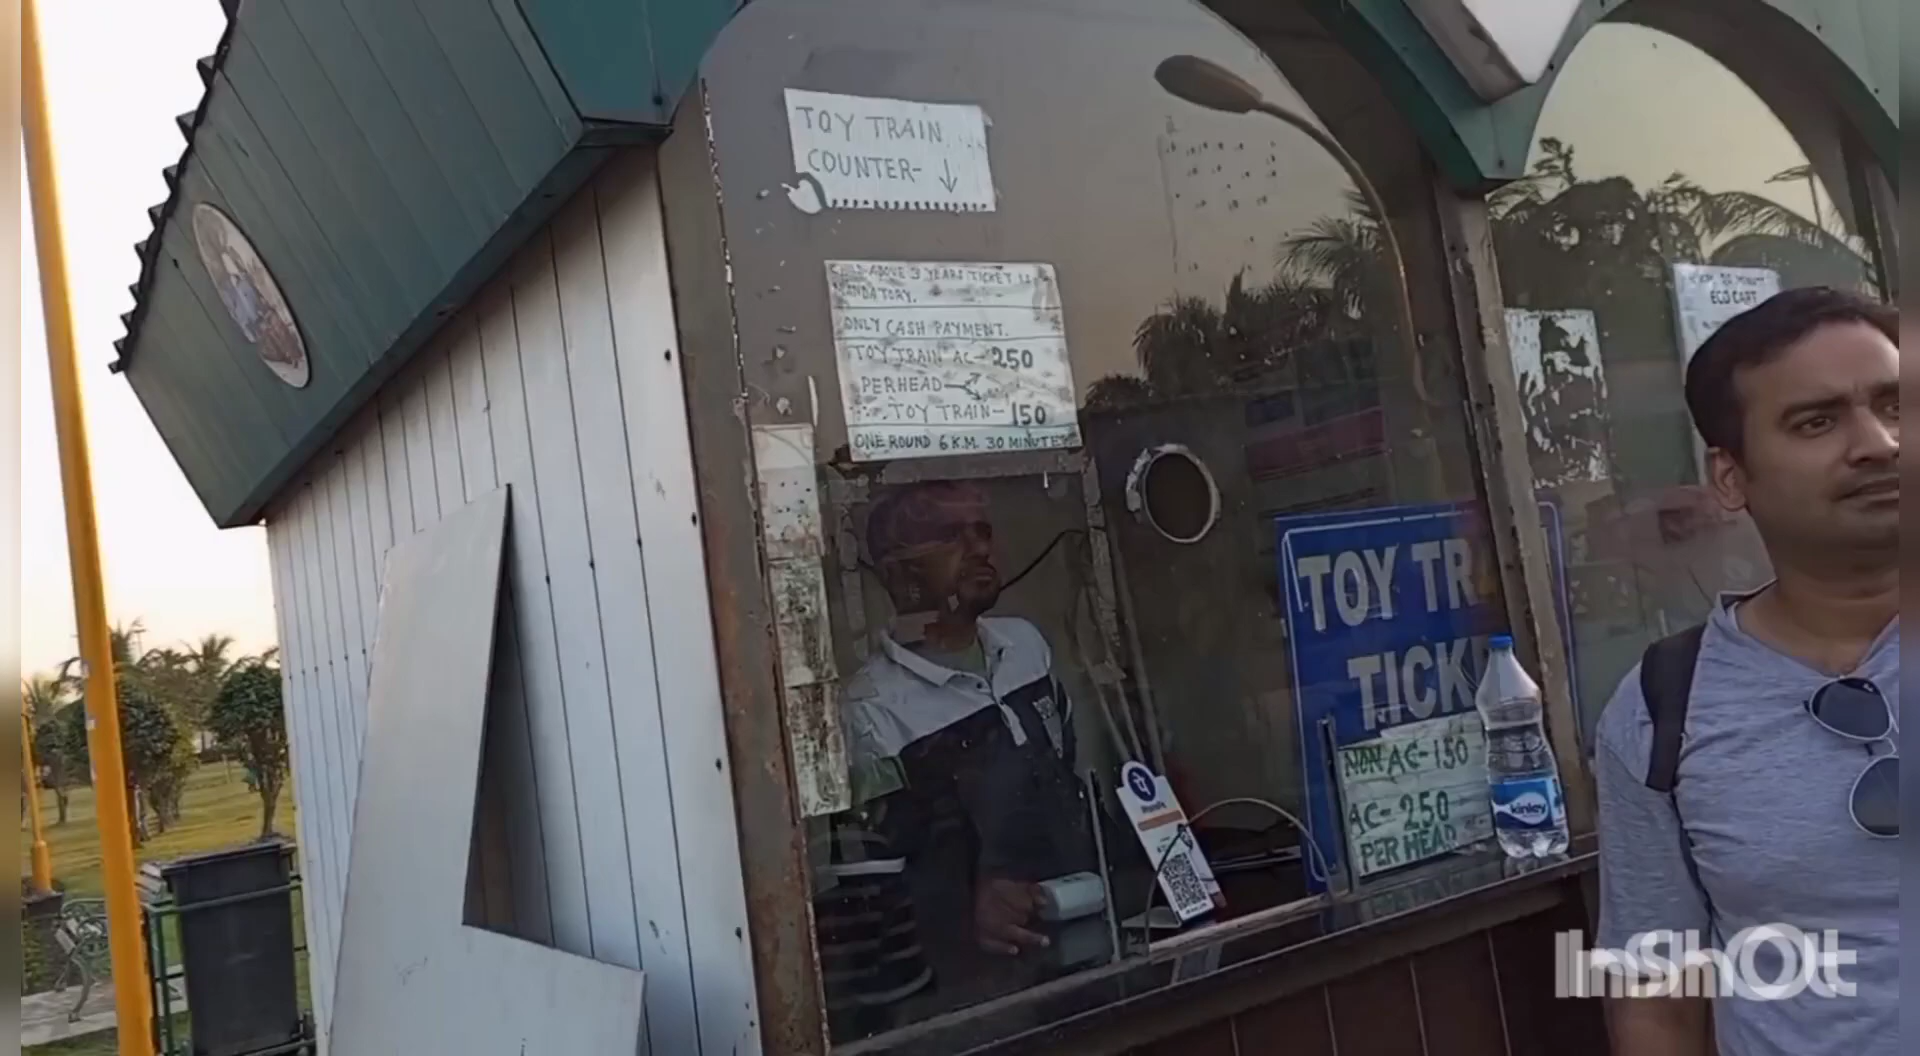 TOY TRAIN
COUNTER- ↓
CHILD ABOVE 3 YEARS TICKET IS
MANDATORY.
ONLY CASH PAYMENT.
TOY TRAIN AC- 250
PERHEAD
TOY TRAIN- 150
ONE ROUND 6 K.M. 30 MINUTE
ECO CART
TOY TR
TICK
NON AC-150
AC- 250
PER HEAD
Kinley
InShOt